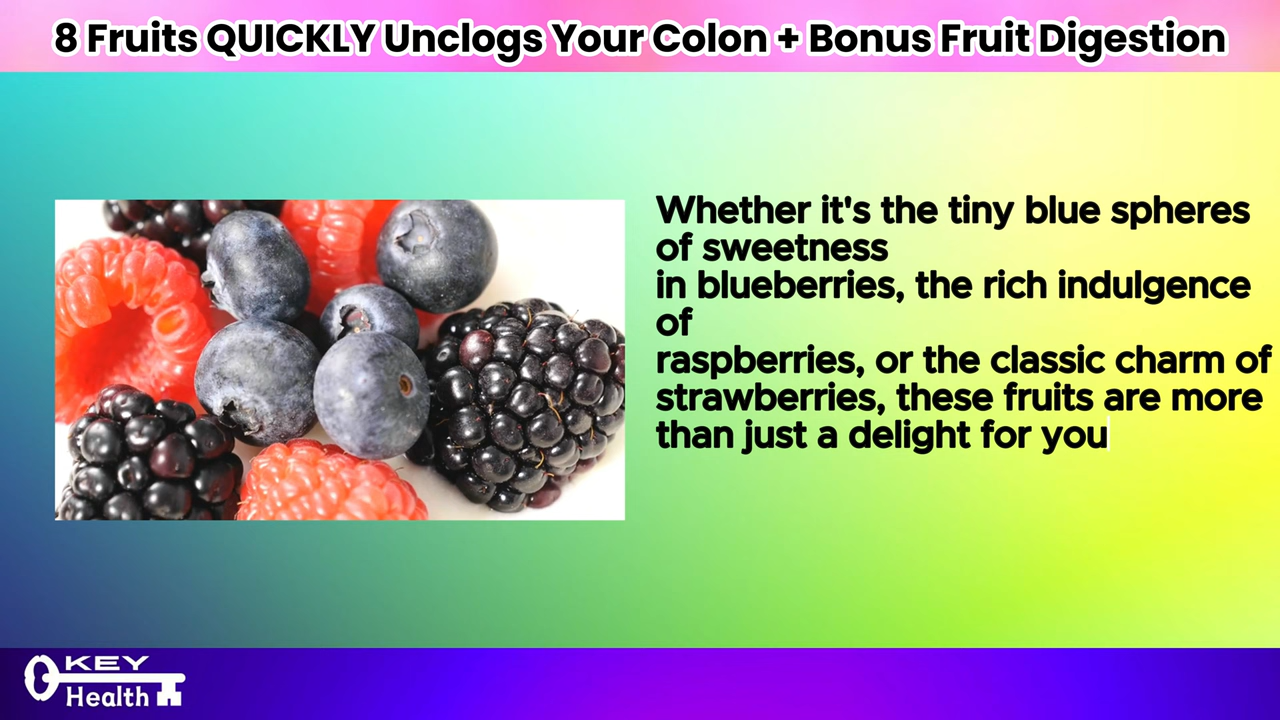 8 Fruits QUICKLY Unclogs Your Colon + Bonus Fruit Digestion
Whether it's the tiny blue spheres
of sweetness
in blueberries, the rich indulgence
of
raspberries, or the classic charm of
strawberries, these fruits are more
than just a delight for you
KEY
Health